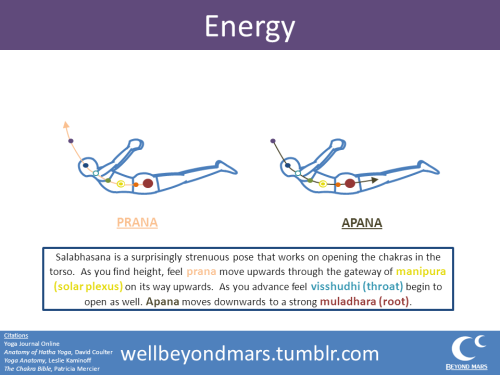 Energy
PRANA
APANA
Salabhasana is a surprisingly strenuous pose that works on opening the chakras in the
torso. As you find height, feel prana move upwards through the gateway of manipura
(solar plexus) on its way upwards. As you advance feel visshudhi (throat) begin to
open as well. Apana moves downwards to a strong muladhara (root).
Citations
Yoga Journal Online
Anatomy of Hatha Yoga, David Coulter
Yoga Anatomy, Leslie Kaminoff
The Chakra Bible, Patricia Mercier
wellbeyondmars.tumblr.com
BEYOND MARS